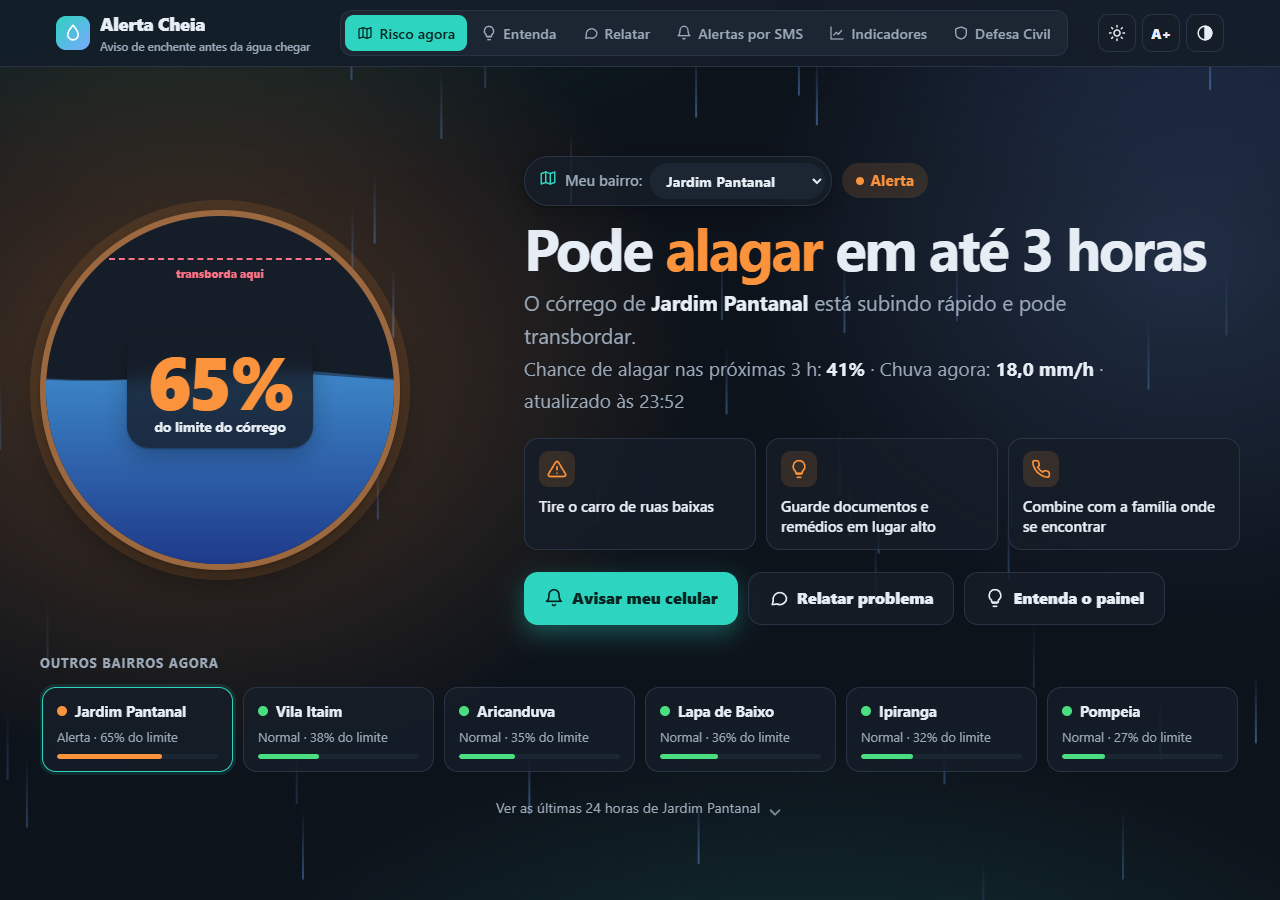 Alerta Cheia
Aviso de enchente antes da água chegar
Risco agora
Entenda
Relatar
Alertas por SMS
Indicadores
Defesa Civil
A+
Meu bairro:
Jardim Pantanal
Alerta
Pode alagar em até 3 horas
O córrego de Jardim Pantanal está subindo rápido e pode
transbordar.
Chance de alagar nas próximas 3 h: 41% · Chuva agora: 18,0 mm/h ·
atualizado às 23:52
transborda aqui
65%
do limite do córrego
Tire o carro de ruas baixas
Guarde documentos e
remédios em lugar alto
Combine com a família onde
se encontrar
Avisar meu celular
Relatar problema
Entenda o painel
OUTROS BAIRROS AGORA
Jardim Pantanal
Alerta · 65% do limite
Vila Itaim
Normal · 38% do limite
Aricanduva
Normal · 35% do limite
Lapa de Baixo
Normal · 36% do limite
Ipiranga
Normal · 32% do limite
Pompeia
Normal · 27% do limite
Ver as últimas 24 horas de Jardim Pantanal